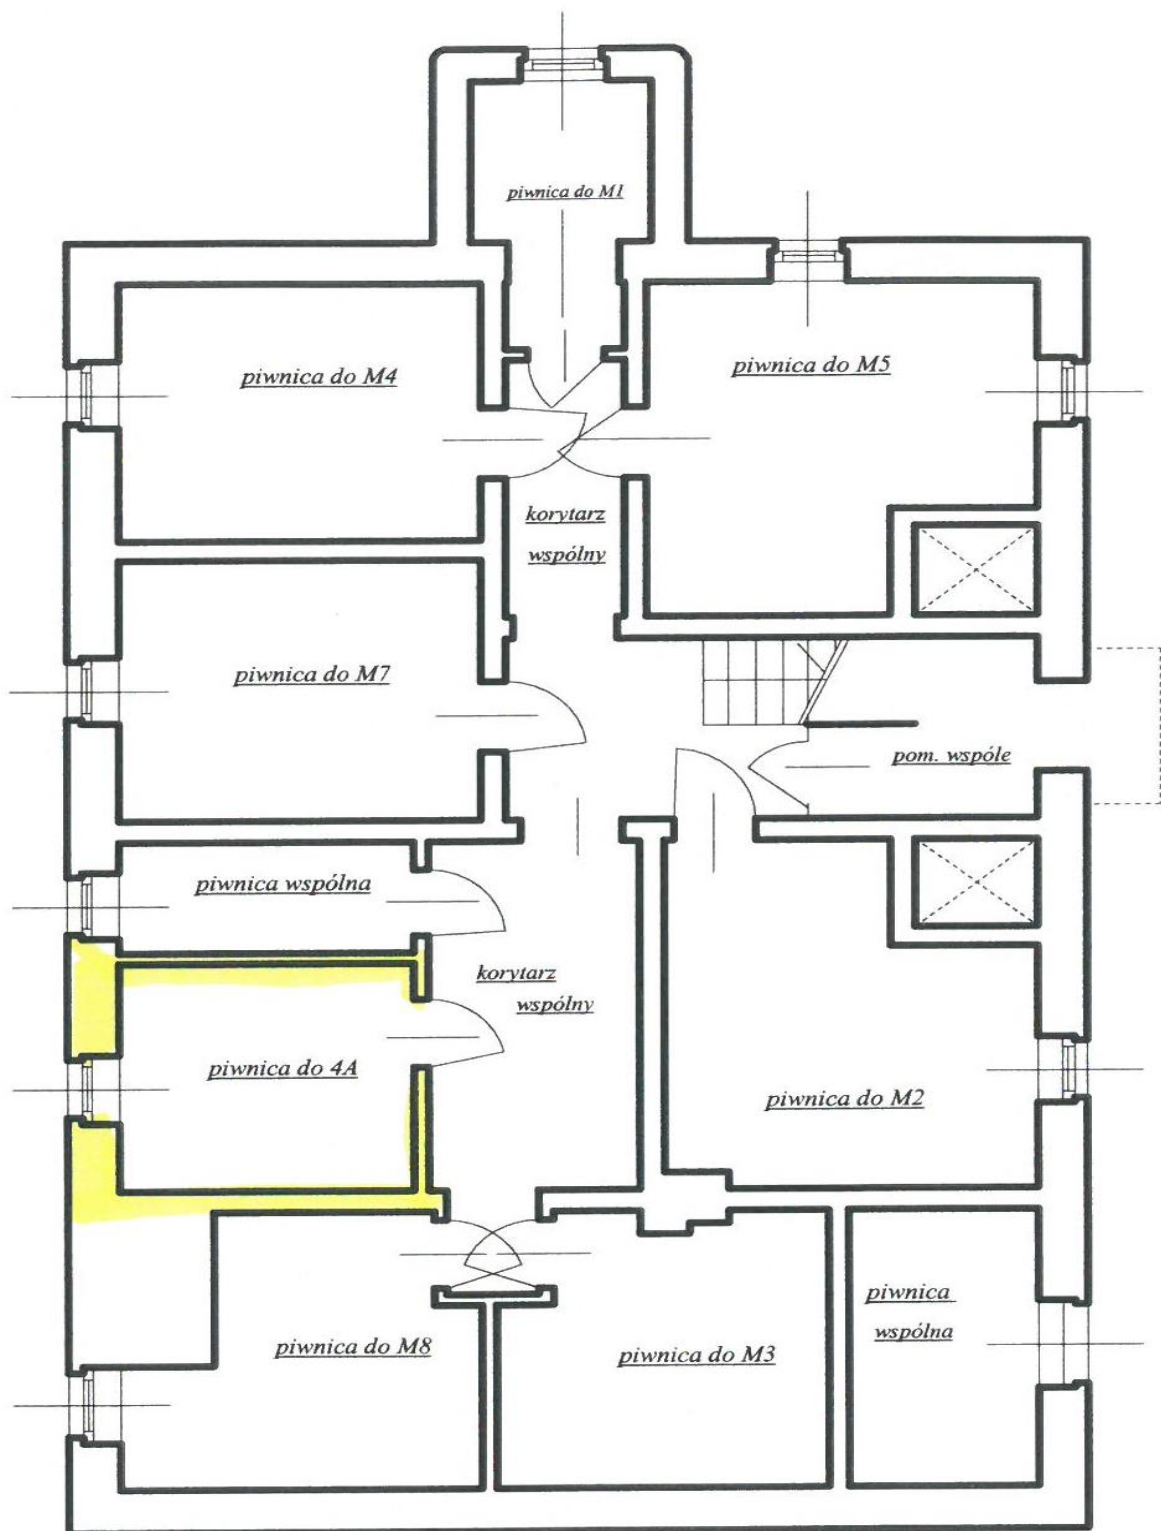 piwnica do M1
piwnica do M4
piwnica do M5
korytarz
wspólny
piwnica do M7
pom. wspóle
piwnica wspólna
korytarz
wspólny
piwnica do 4A
piwnica do M2
piwnica
wspólna
piwnica do M8
piwnica do M3